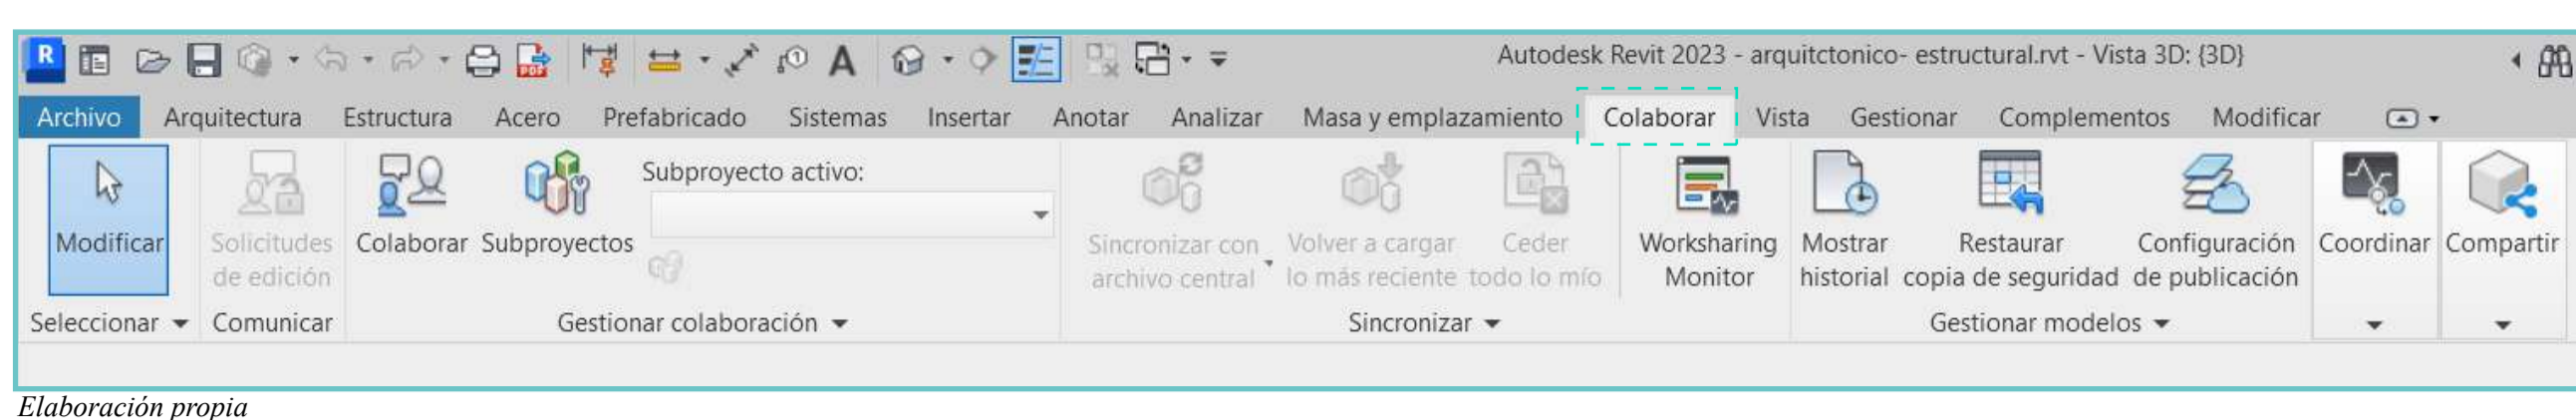 R PDF 1 A Autodesk Revit 2023 - arquitctonico- estructural.rvt - Vista 3D: {3D}
Archivo Arquitectura Estructura Acero Prefabricado Sistemas Insertar Anotar Analizar Masa y emplazamiento Colaborar Vista Gestionar Complementos Modificar
Subproyecto activo:
Modificar Solicitudes de edición Colaborar Subproyectos Sincronizar con archivo central Volver a cargar lo más reciente Ceder todo lo mío Worksharing Monitor Mostrar historial Restaurar copia de seguridad Configuración de publicación Coordinar Compartir
Seleccionar Comunicar Gestionar colaboración Sincronizar Gestionar modelos
Elaboración propia